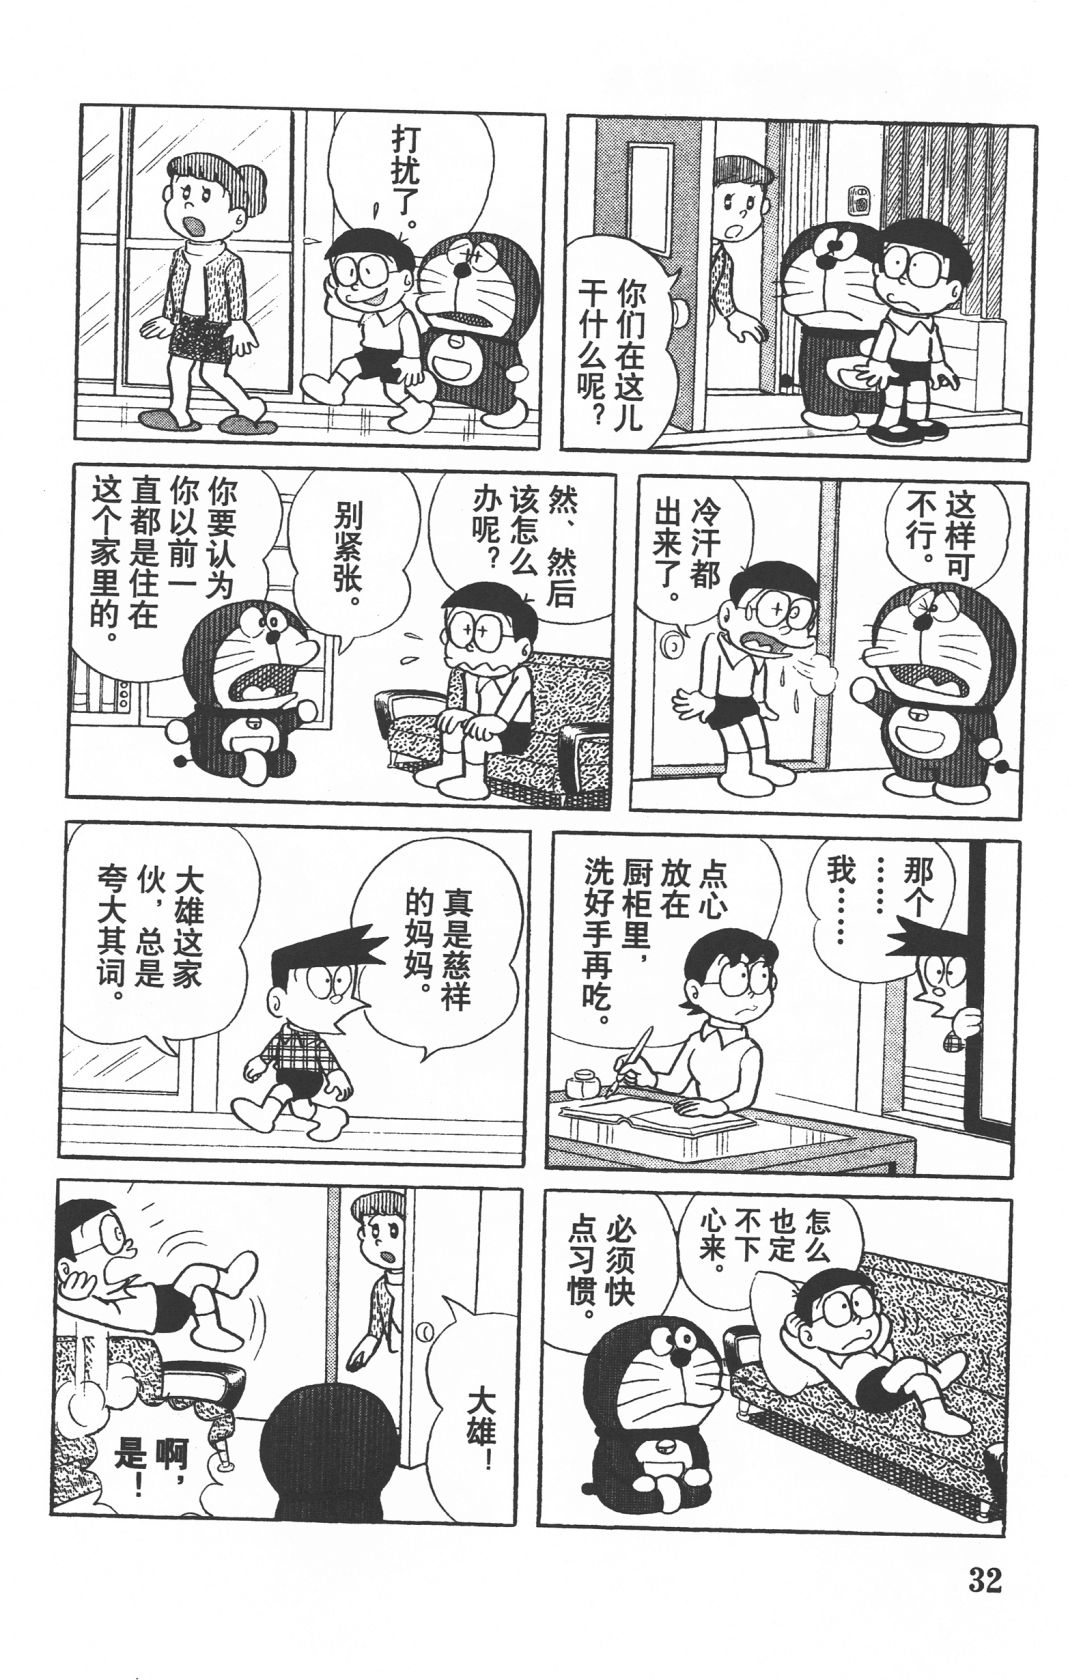 你们在这儿
干什么呢？
打扰了。
这样可
不行。
冷汗都
出来了。
然、然后
该怎么
办呢？
别紧张。
你要认为
你以前一
直都是住在
这个家里的。
那个
……
我……
点心
放在
厨柜里，
洗好手再
吃。
真是慈祥
的妈妈。
大雄这家
伙，总是
夸大其词。
怎么
也定
不下
心来。
必须快
点习惯。
大雄！
啊，
是！
32